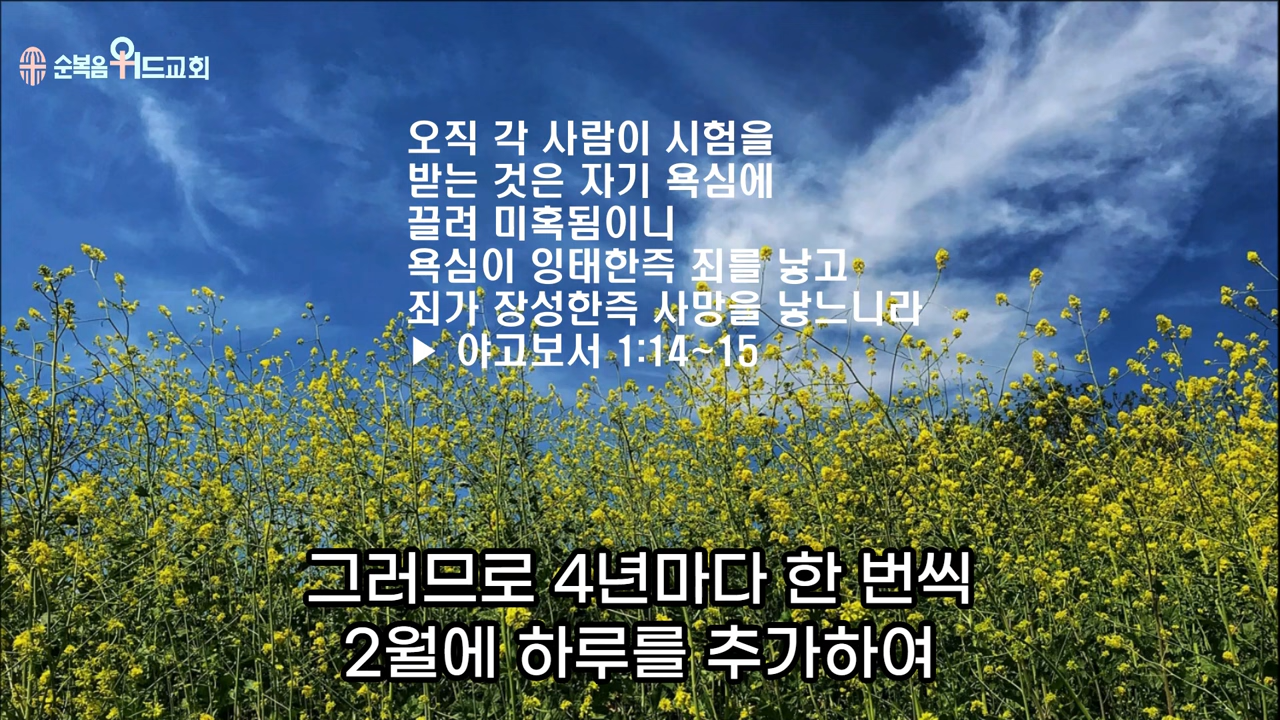 순복음위드교회
오직 각 사람이 시험을
받는 것은 자기 욕심에
끌려 미혹됨이니
욕심이 잉태한즉 죄를 낳고
죄가 장성한즉 사망을 낳느니라
▶ 야고보서 1:14~15
그러므로 4년마다 한 번씩
2월에 하루를 추가하여